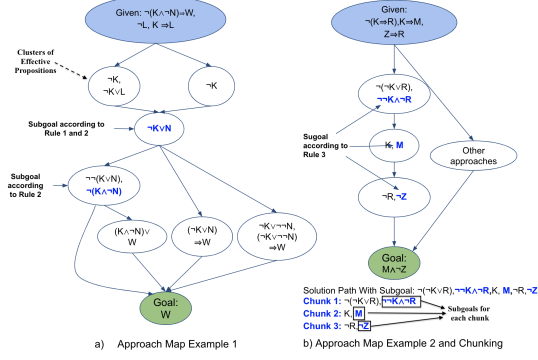 Given: ¬(K∧¬N)⇒W,
¬L, K ⇒L
Clusters of
Effective
Propositions
¬K,
¬K∨L
¬K
Subgoal according to
Rule 1 and 2
¬K∨N
Subgoal
according
to Rule 2
¬¬(¬K∨N),
¬(K∧¬N)
(K∧¬N)∨
W
(¬K∨N)
⇒W
¬K∨¬¬N,
(¬K∨¬¬N)
⇒W
Goal:
W
a) Approach Map Example 1
Given:
¬(K⇒R),K⇒M,
Z⇒R
¬(¬K∨R),
¬¬K∧¬R
Sugoal
according to
Rule 3
K, M
Other
approaches
¬R,¬Z
Goal:
M∧¬Z
Solution Path With Subgoal: ¬(¬K∨R),¬¬K∧¬R,K, M,¬R,¬Z
Chunk 1: ¬(¬K∨R),¬¬K∧¬R
Chunk 2: K, M
Chunk 3: ¬R,¬Z
Subgoals for
each chunk
b) Approach Map Example 2 and Chunking